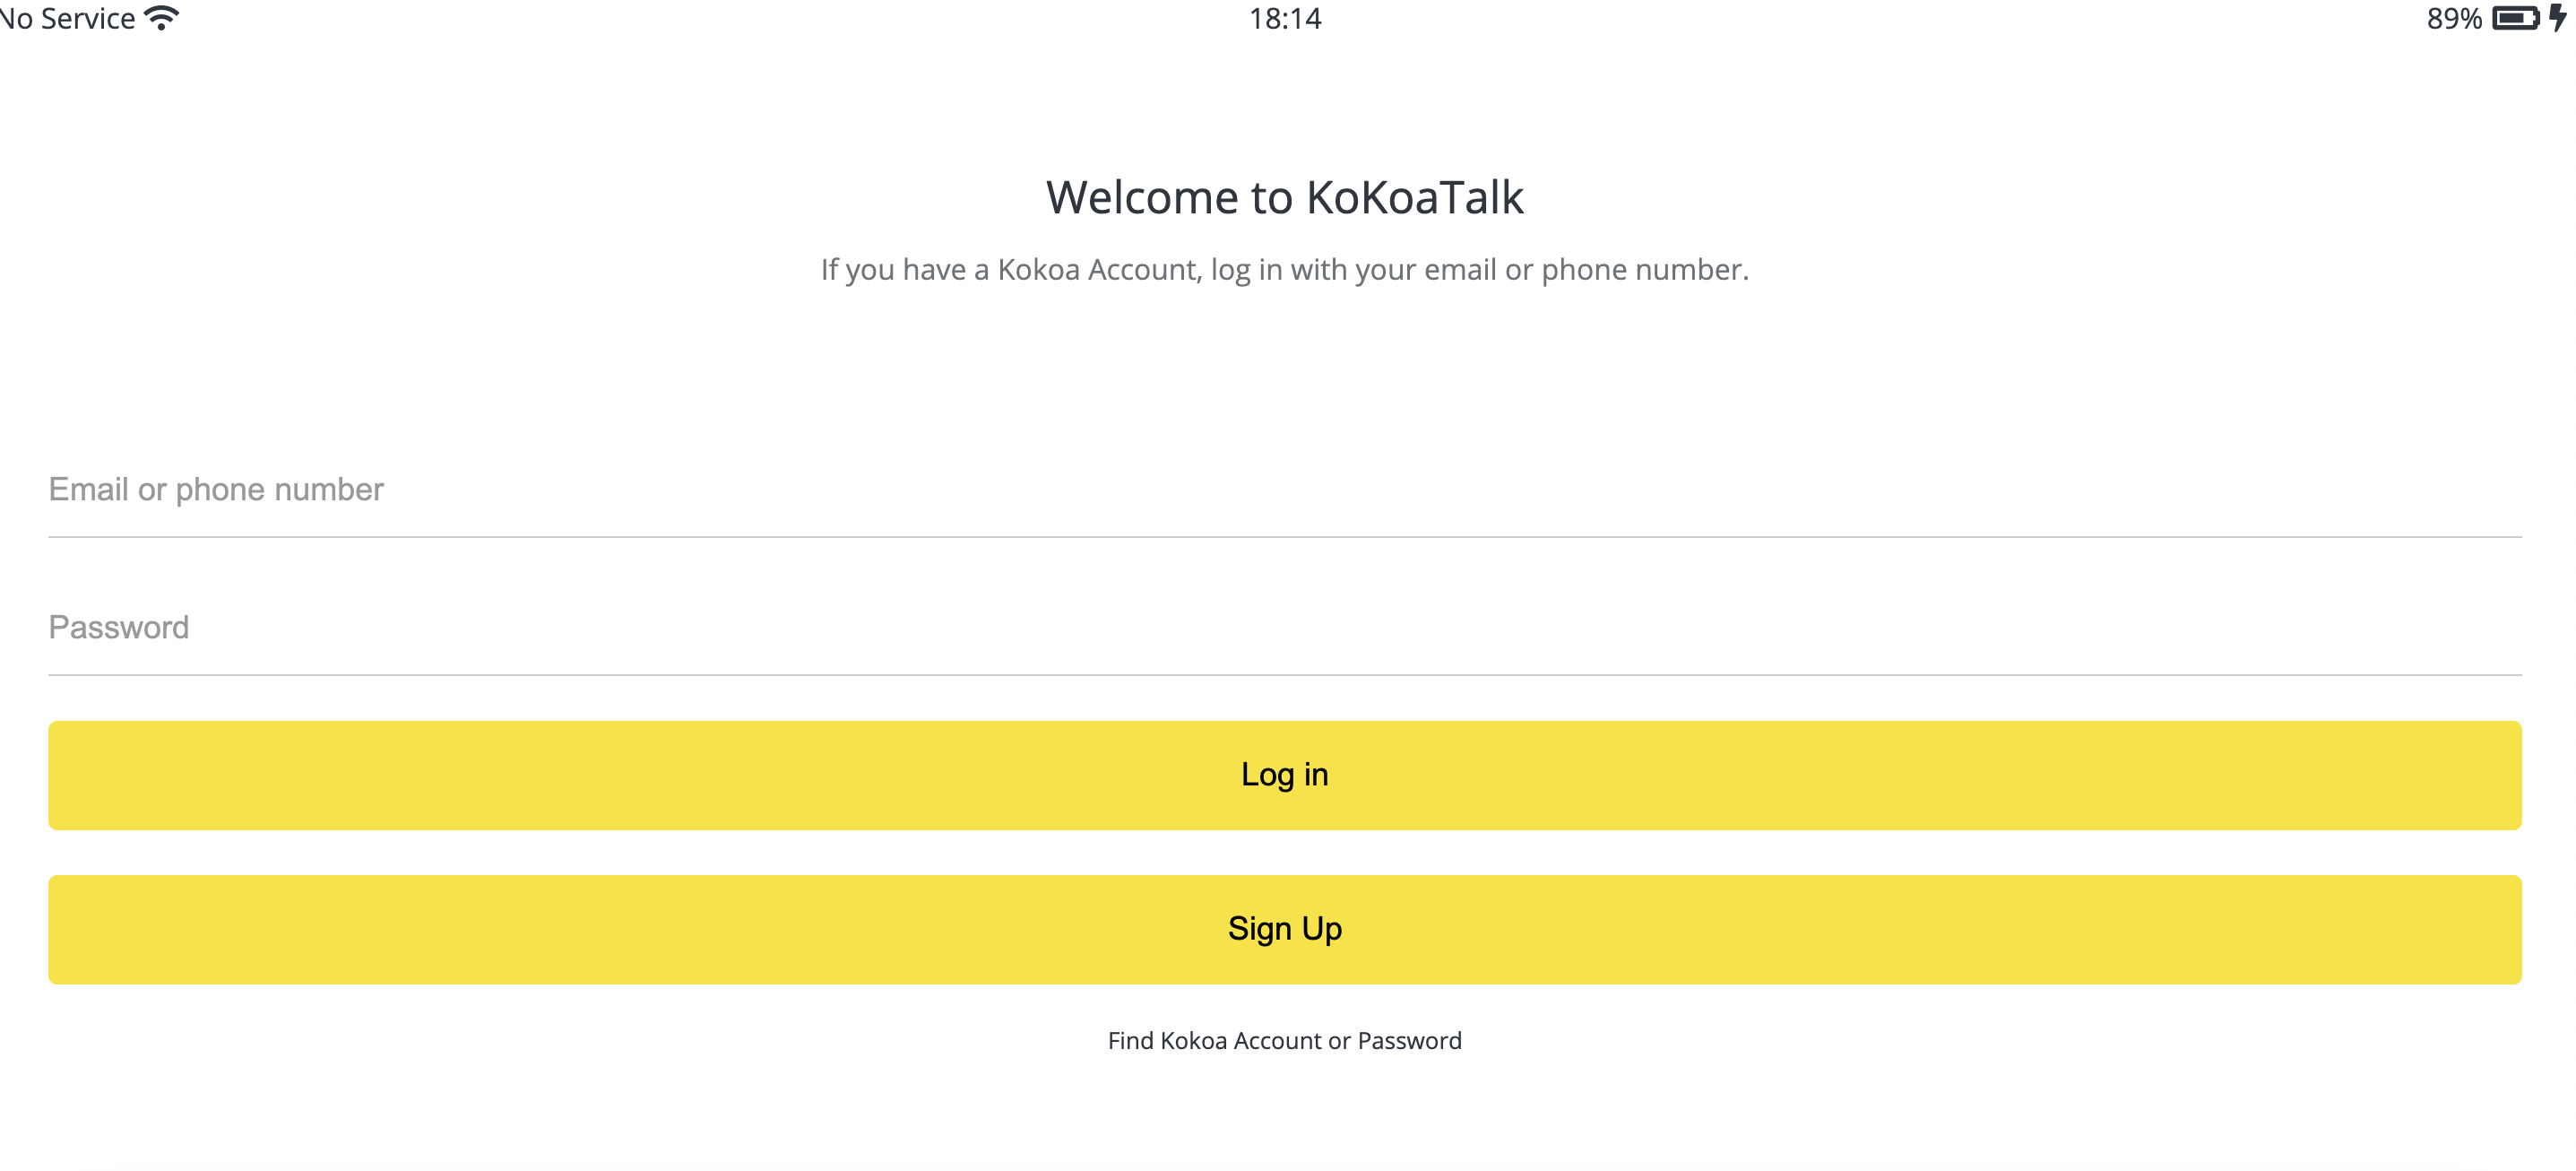 No Service
18:14
89%
Welcome to KoKoaTalk
If you have a Kokoa Account, log in with your email or phone number.
Email or phone number
Password
Log in
Sign Up
Find Kokoa Account or Password